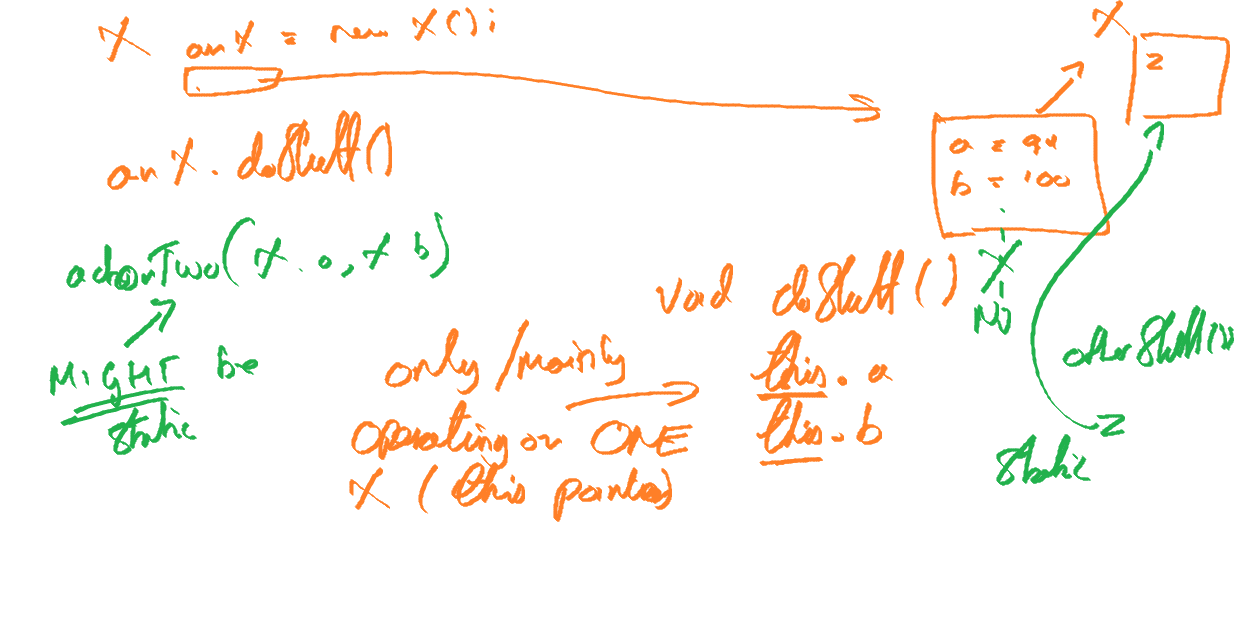 X anX = new X();
X
z
anX. doStuff()
a = 94
b = 100
actionTwo(X a, X b)
void doStuff()
X
NO
MIGHT be
static
only/mainly
operating on ONE
X (this pointer)
this. a
this. b
otherStuff()
z
static